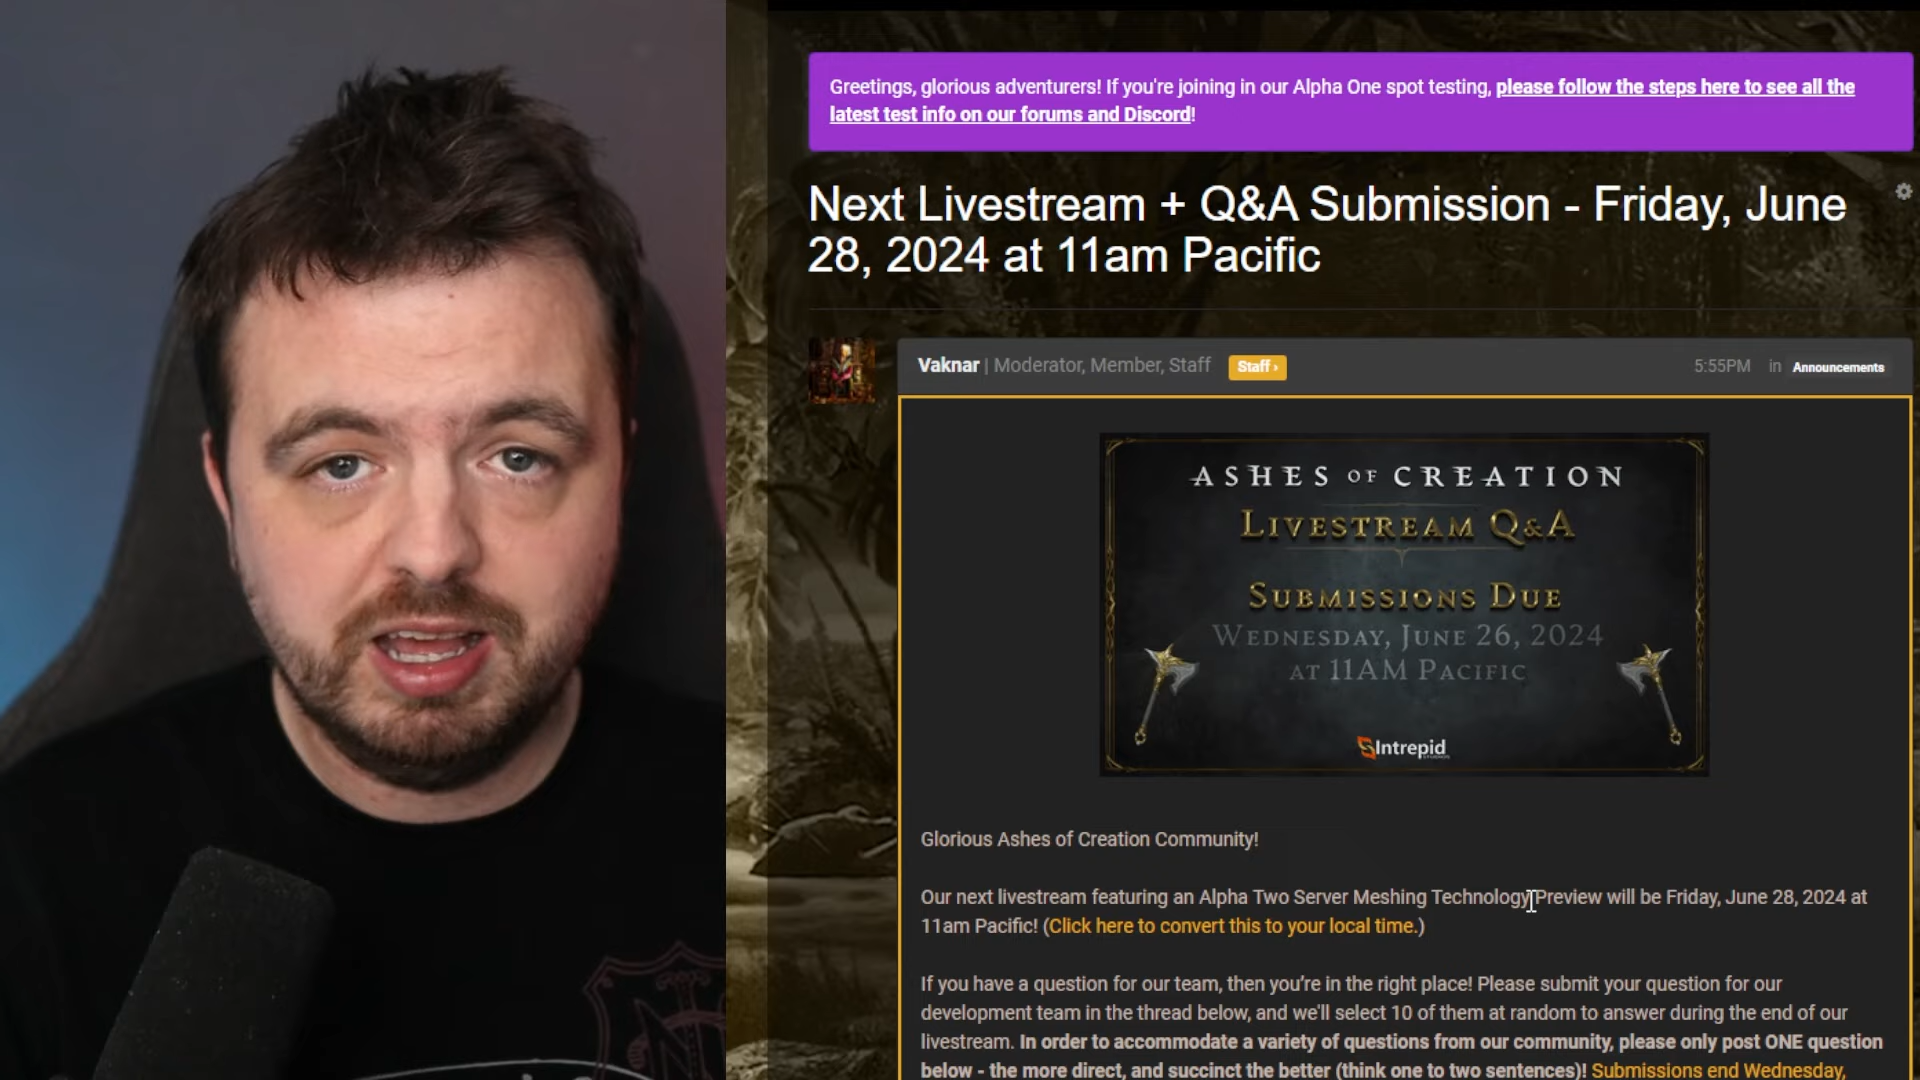 Greetings, glorious adventurers! If you're joining in our Alpha One spot testing, please follow the steps here to see all the
latest test info on our forums and Discord!
Next Livestream + Q&A Submission - Friday, June
28, 2024 at 11am Pacific
Vaknar | Moderator, Member, Staff Staff › 5:55PM in Announcements
ASHES OF CREATION
LIVESTREAM Q&A
SUBMISSIONS DUE
WEDNESDAY, JUNE 26, 2024
AT 11AM PACIFIC
Intrepid
STUDIOS
Glorious Ashes of Creation Community!
Our next livestream featuring an Alpha Two Server Meshing Technology Preview will be Friday, June 28, 2024 at
11am Pacific! (Click here to convert this to your local time.)
If you have a question for our team, then you're in the right place! Please submit your question for our
development team in the thread below, and we'll select 10 of them at random to answer during the end of our
livestream. In order to accommodate a variety of questions from our community, please only post ONE question
below - the more direct, and succinct the better (think one to two sentences)! Submissions end Wednesday,